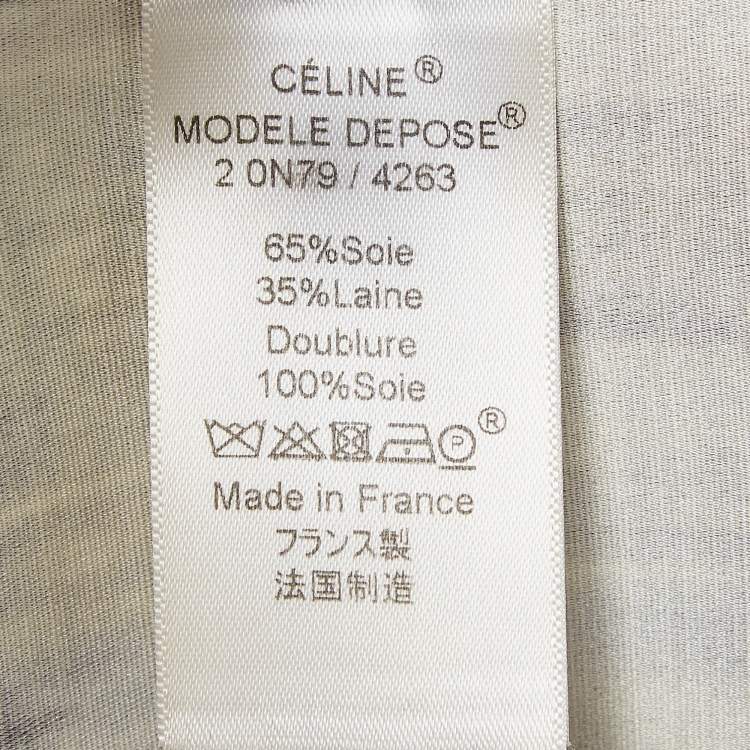 CÉLINE®
MODELE DEPOSE®
2 0N79 / 4263
65%Soie
35%Laine
Doublure
100%Soie
P ®
Made in France
フランス製
法国制造